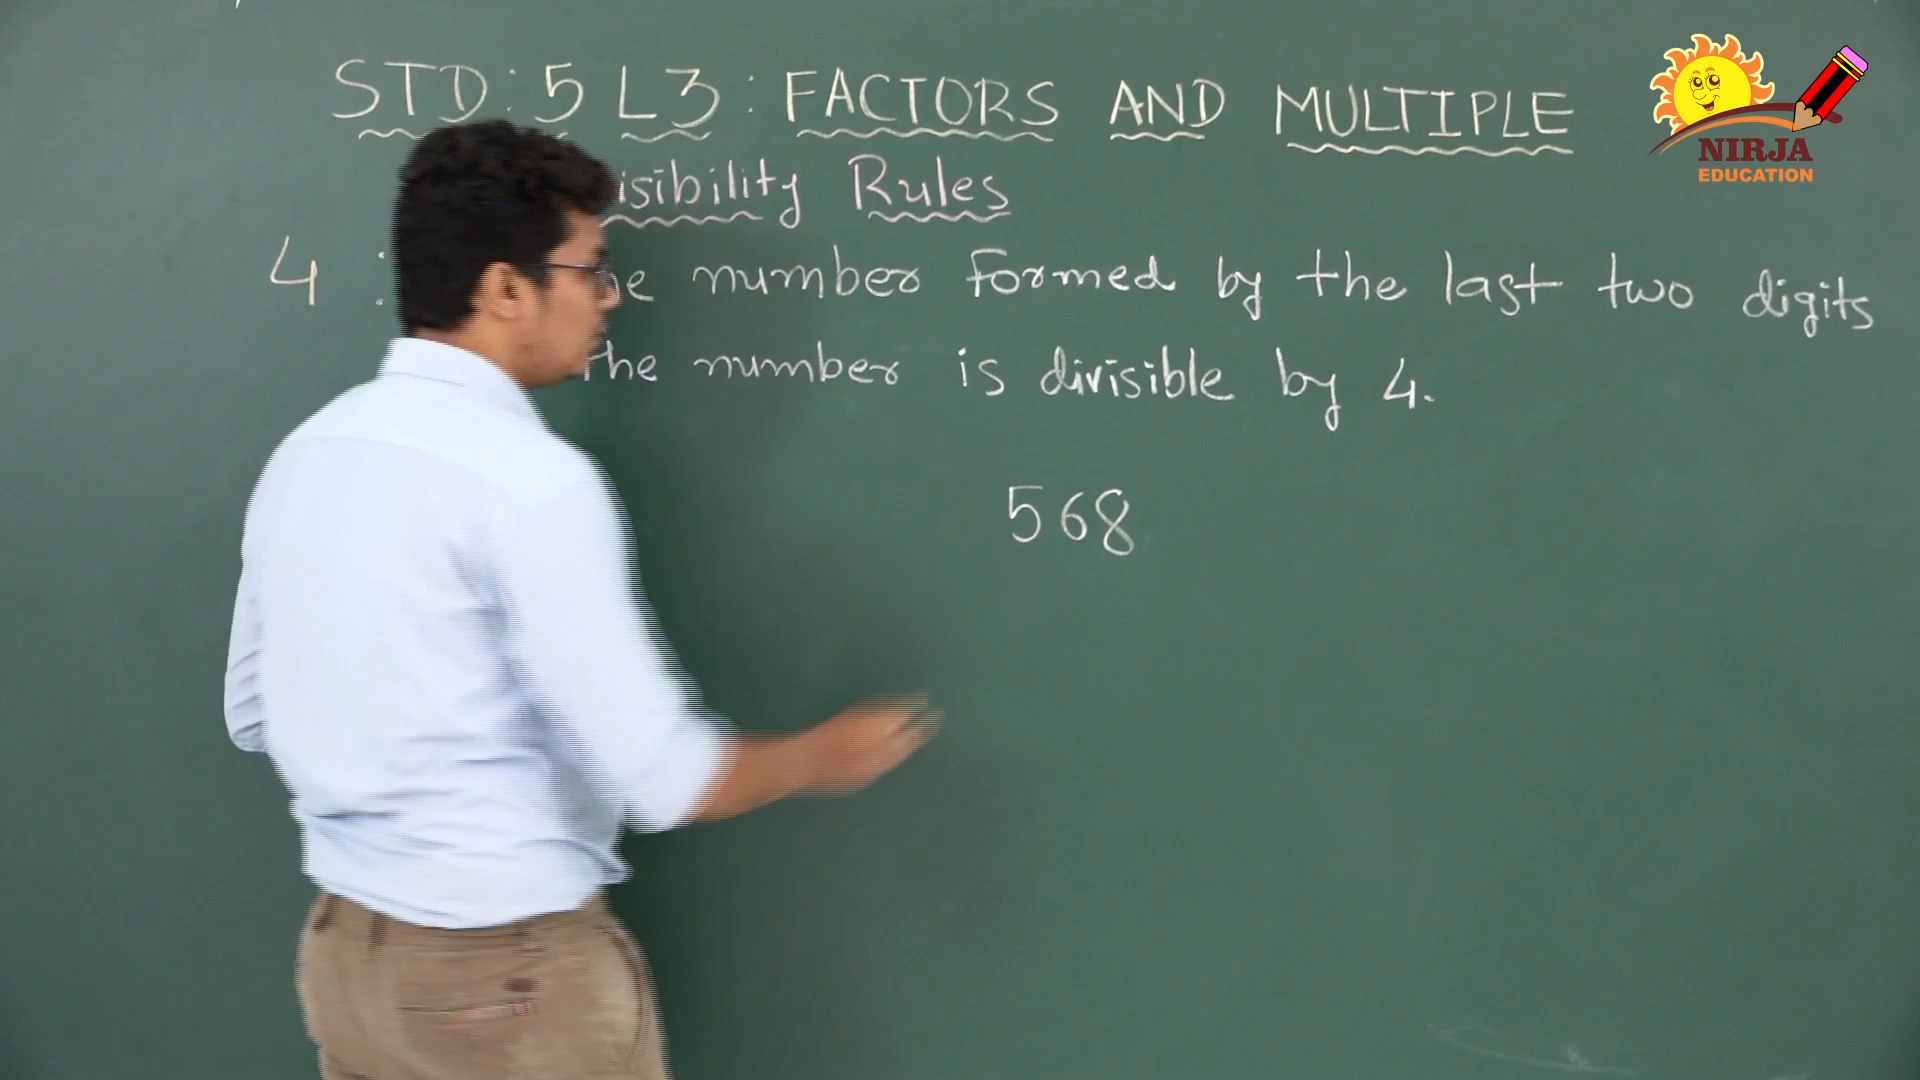 STD: 5 L3: FACTORS AND MULTIPLE
isibility Rules
4 : e number formed by the last two digits
the number is divisible by 4.
568
NIRJA
EDUCATION